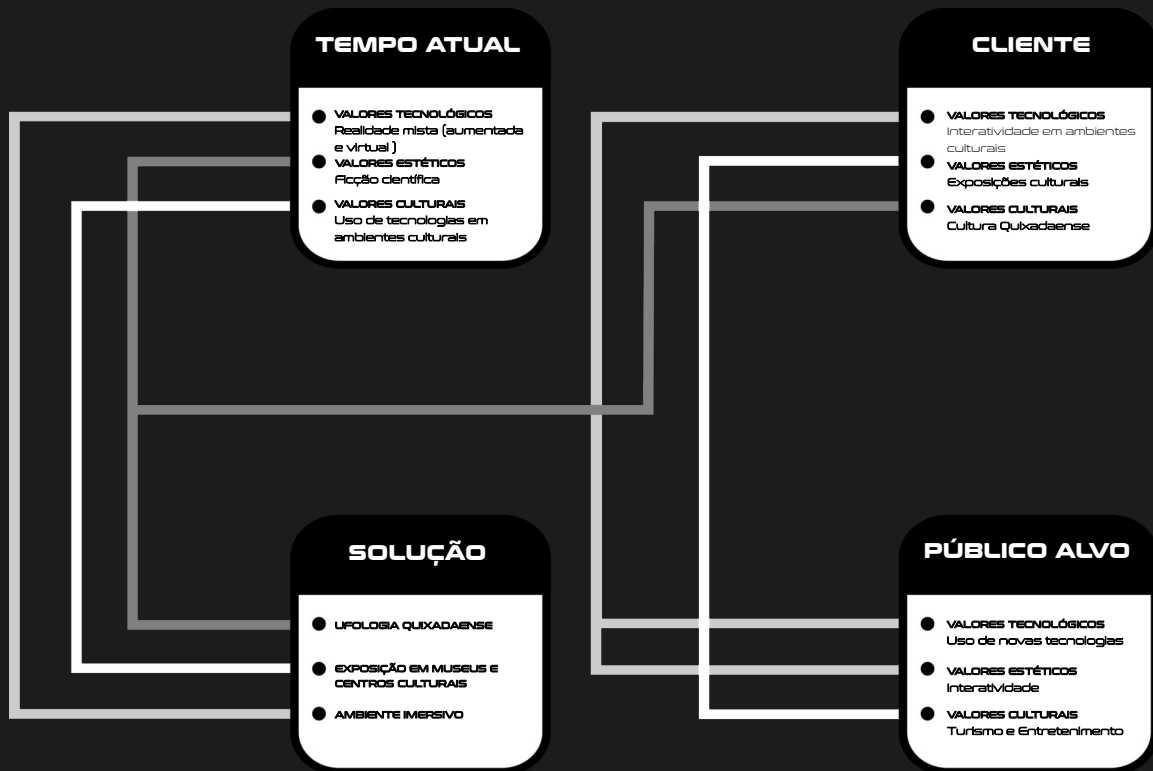 TEMPO ATUAL
VALORES TECNOLÓGICOS
Realidade mista (aumentada
e virtual )
VALORES ESTÉTICOS
Ficção científica
VALORES CULTURAIS
Uso de tecnologias em
ambientes culturais
CLIENTE
VALORES TECNOLÓGICOS
Interatividade em ambientes
culturais
VALORES ESTÉTICOS
Exposições culturais
VALORES CULTURAIS
Cultura Quixadaense
SOLUÇÃO
UFOLOGIA QUIXADAENSE
EXPOSIÇÃO EM MUSEUS E
CENTROS CULTURAIS
AMBIENTE IMERSIVO
PÚBLICO ALVO
VALORES TECNOLÓGICOS
Uso de novas tecnologias
VALORES ESTÉTICOS
Interatividade
VALORES CULTURAIS
Turismo e Entretenimento